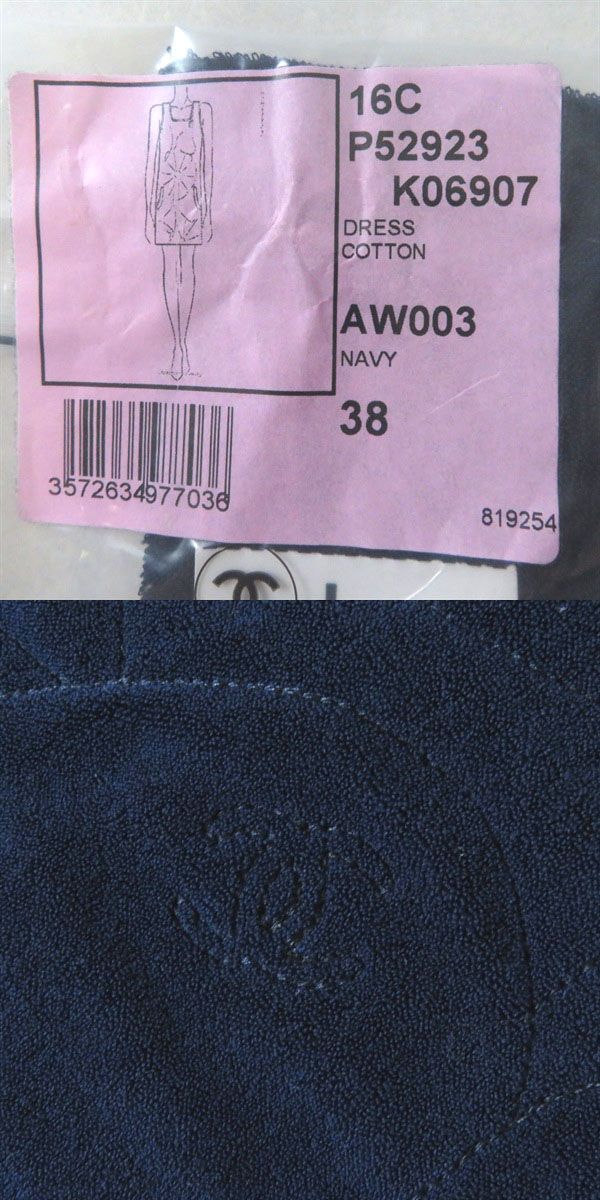 16C
P52923
K06907
DRESS
COTTON
AW003
NAVY
38
3572634977036
819254